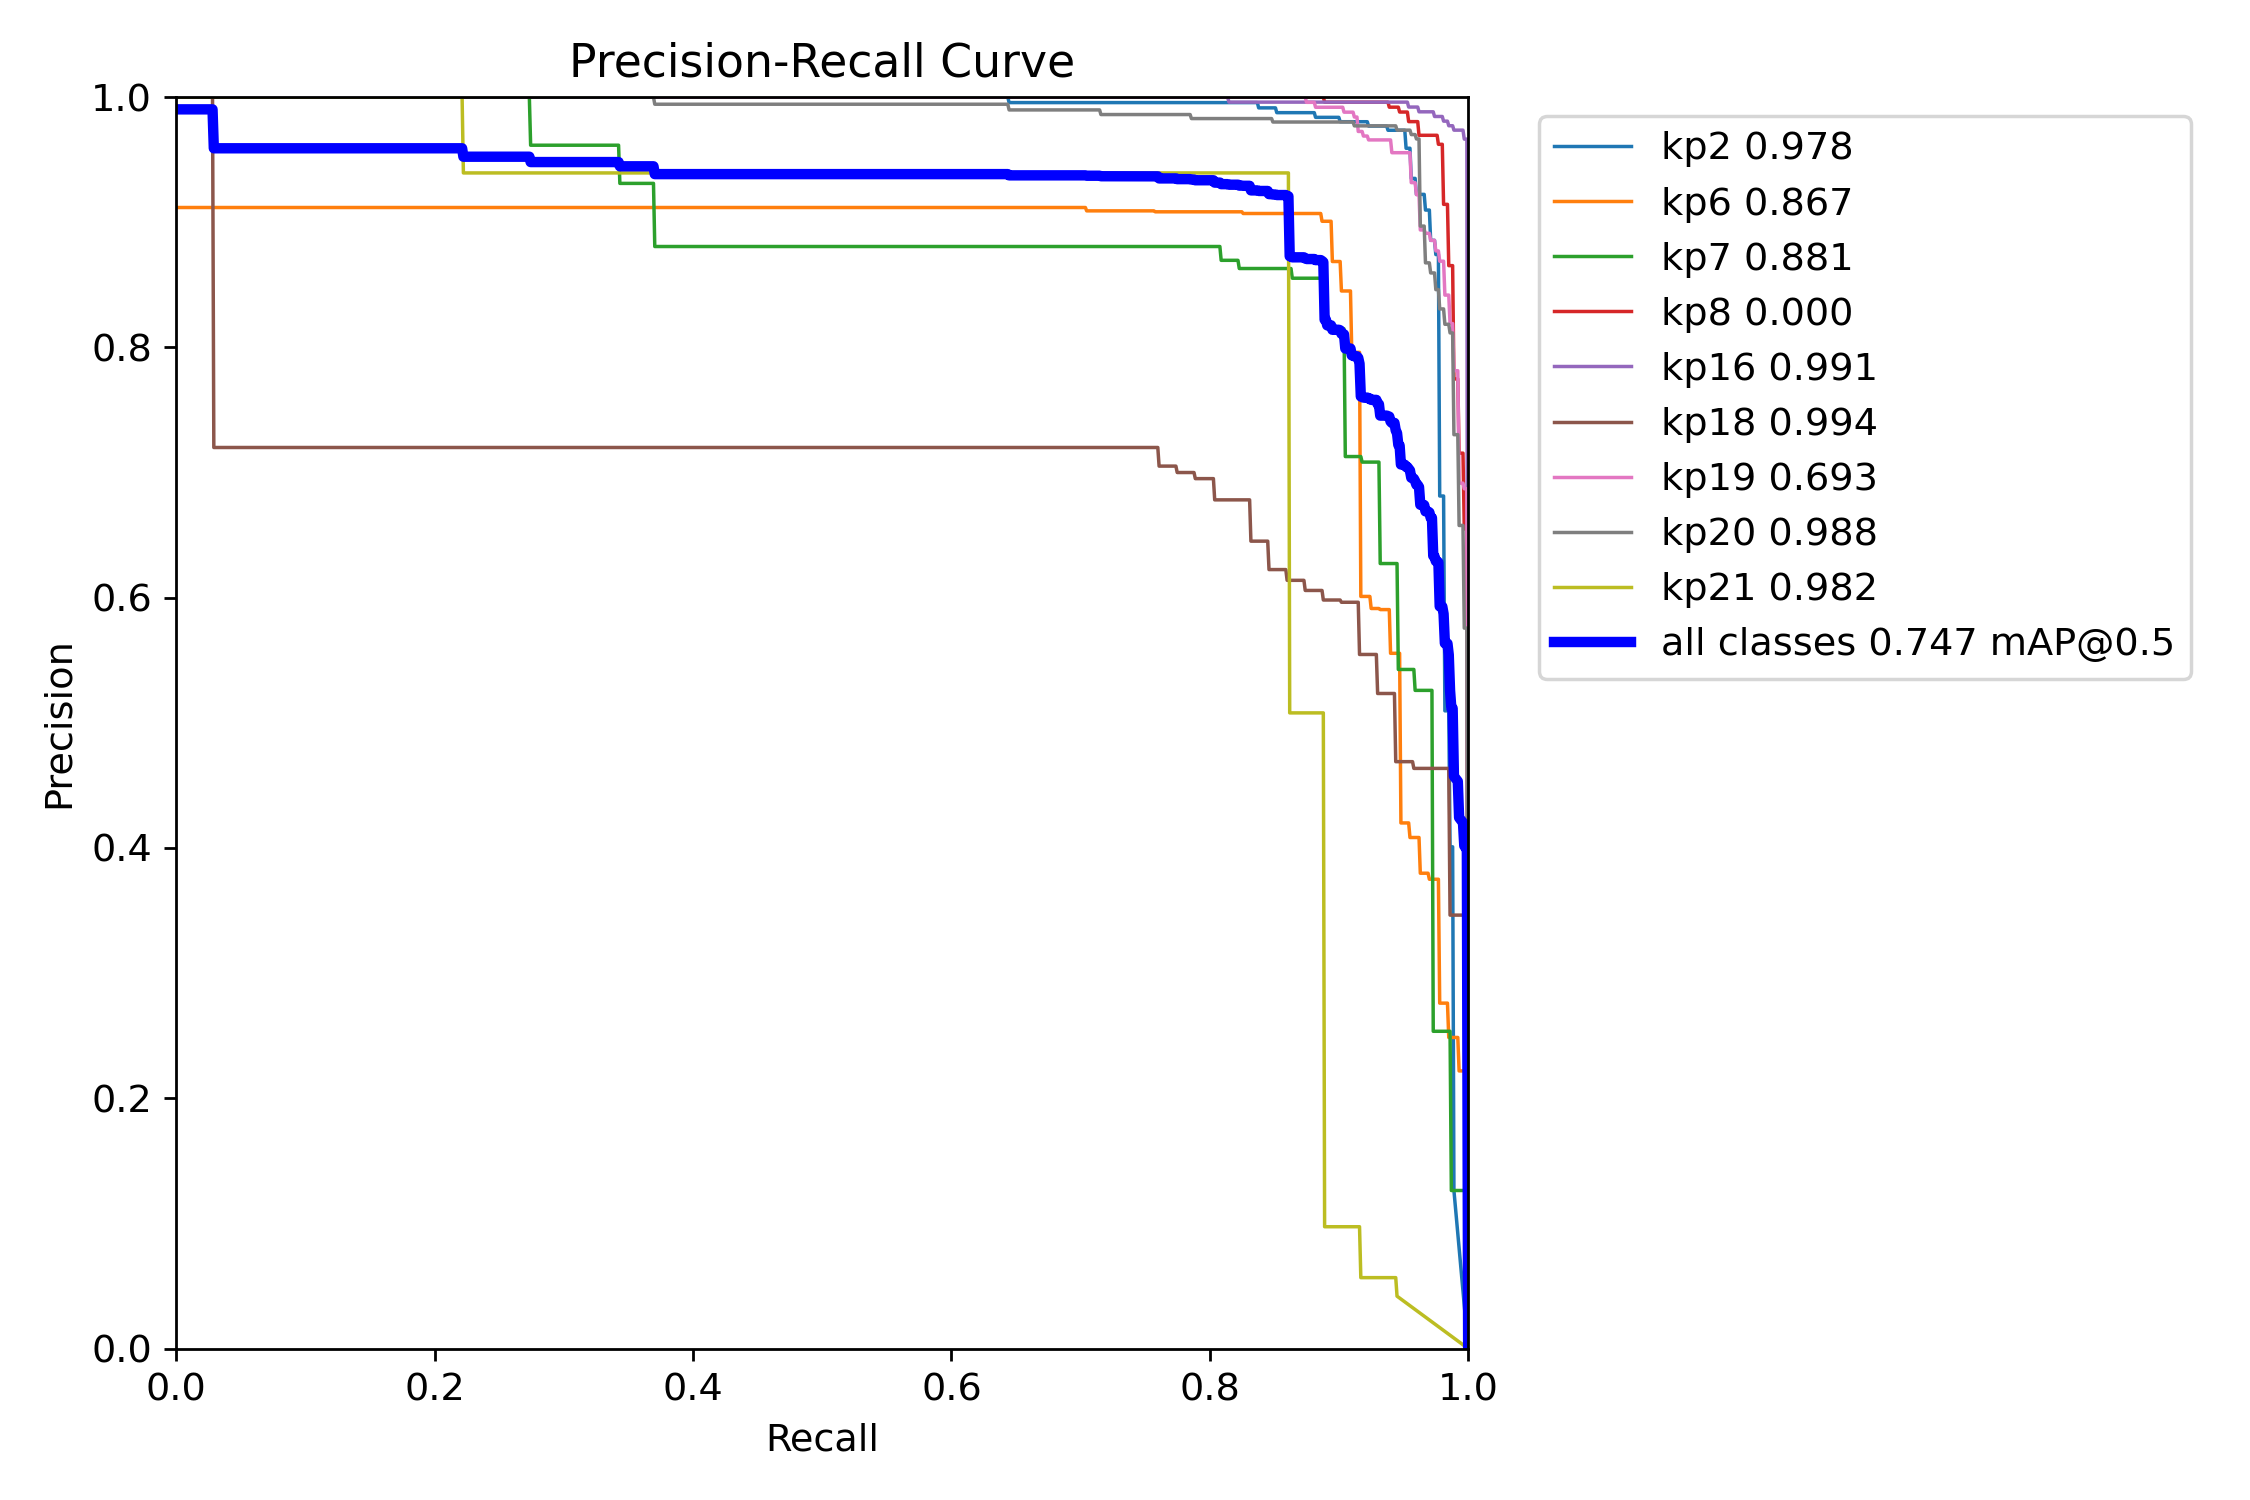 Precision-Recall Curve
1.0
0.8
0.6
0.4
0.2
0.0
Precision
0.0 0.2 0.4 0.6 0.8 1.0
Recall
kp2 0.978
kp6 0.867
kp7 0.881
kp8 0.000
kp16 0.991
kp18 0.994
kp19 0.693
kp20 0.988
kp21 0.982
all classes 0.747 mAP@0.5